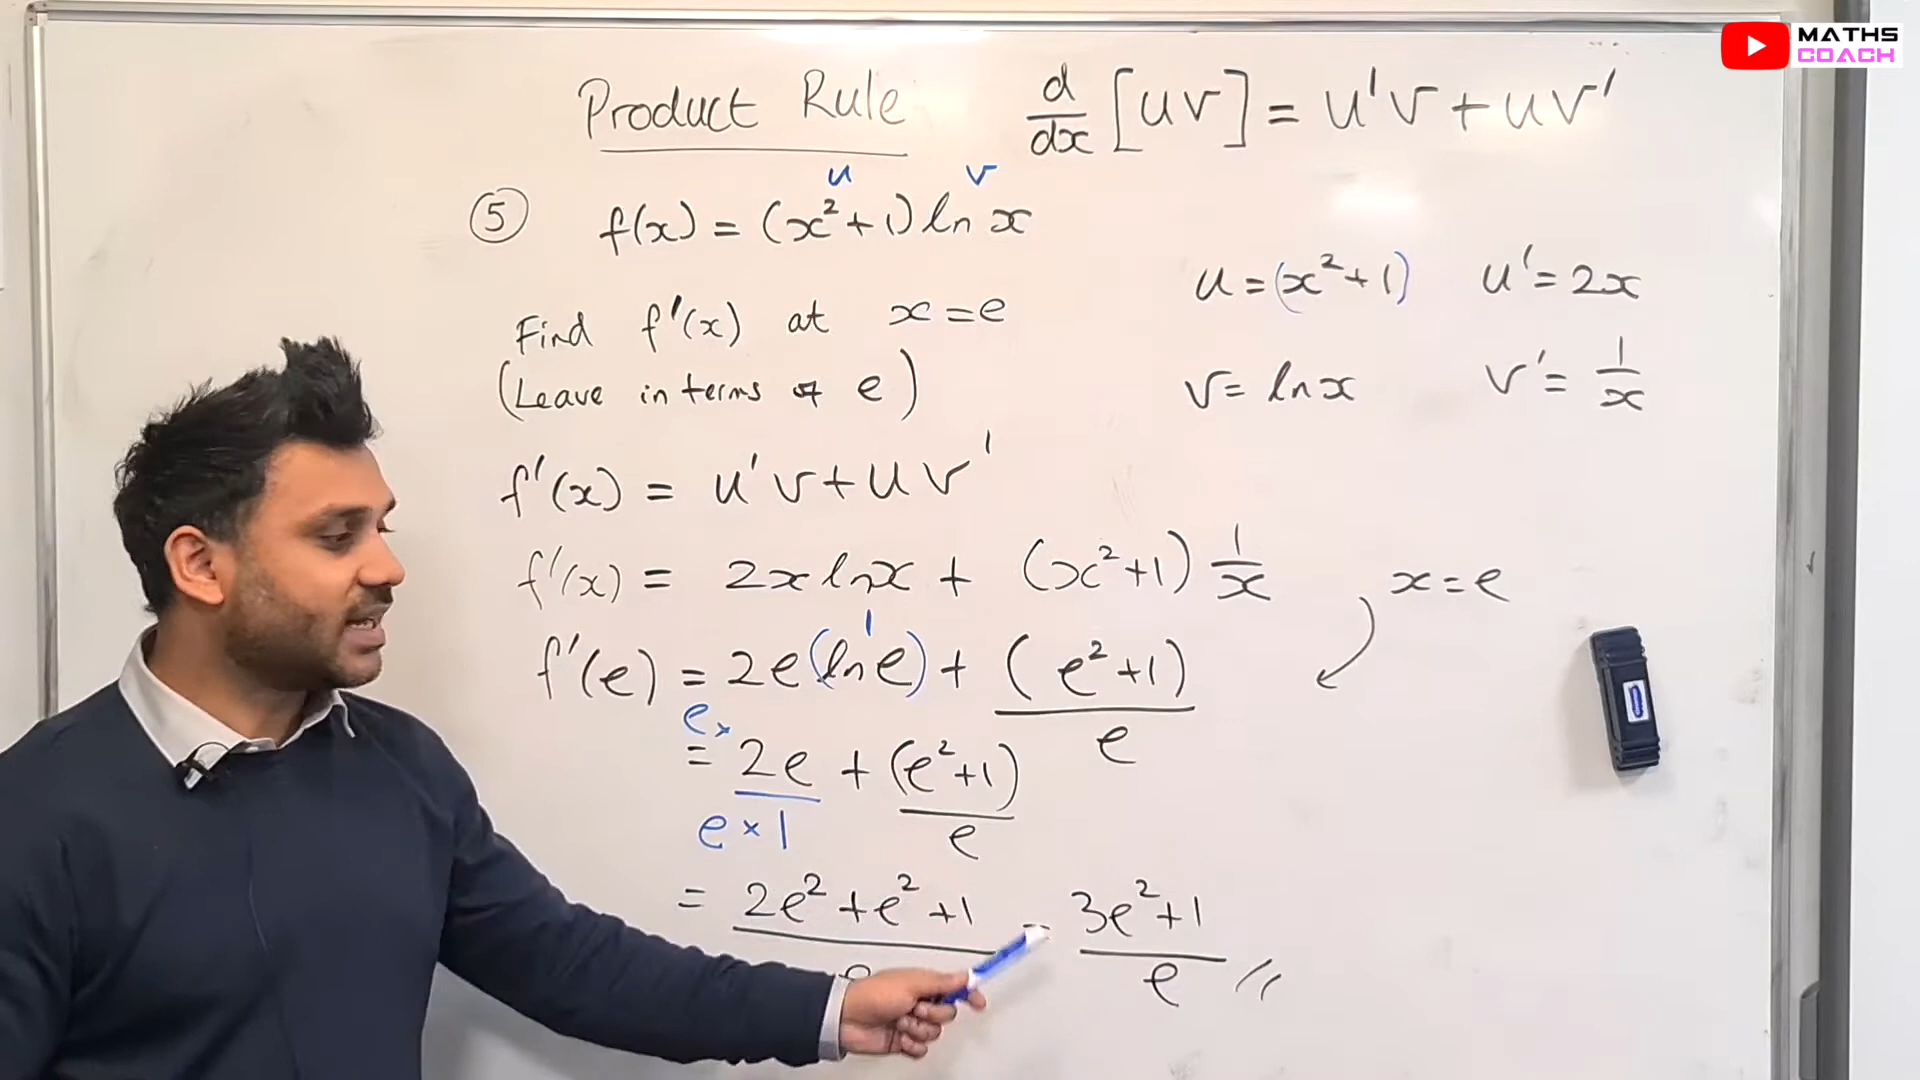 MATHS
COACH
Product Rule d/dx [uv] = u'v + uv'
u v
⑤ f(x) = (x²+1) ln x
u = (x²+1) u' = 2x
Find f'(x) at x = e
(Leave in terms of e)
v = ln x v' = 1/x
f'(x) = u'v + uv'
f'(x) = 2x ln x + (x²+1) 1/x x = e
1
f'(e) = 2e(ln e) + (e²+1)/e
e×
= 2e + (e²+1)/e
e×1
= 2e²+e²+1/e = 3e²+1/e //